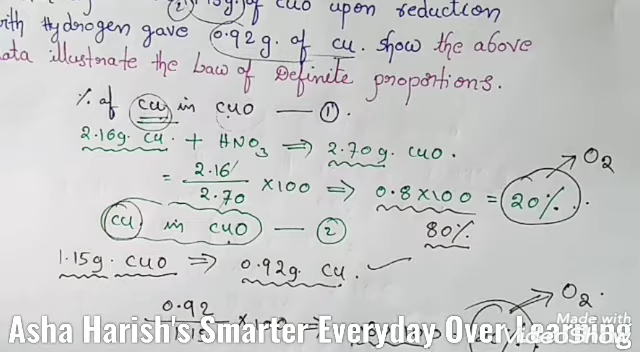 ② 1.15g. of CuO upon reduction
with Hydrogen gave 0.92g. of Cu. Show the above
data illustrate the Law of Definite proportions.
% of Cu in CuO — ①.
2.16g. Cu + HNO3 ⇒ 2.70g. CuO.
= 2.16/2.70 ×100 ⇒ 0.8×100 = 20%. → O2
80%
Cu in CuO — ②
1.15g. CuO ⇒ 0.92g. Cu.
0.92 ×100 ⇒ → O2.
Made with
VideoShow
Asha Harish's Smarter Everyday Over Learning